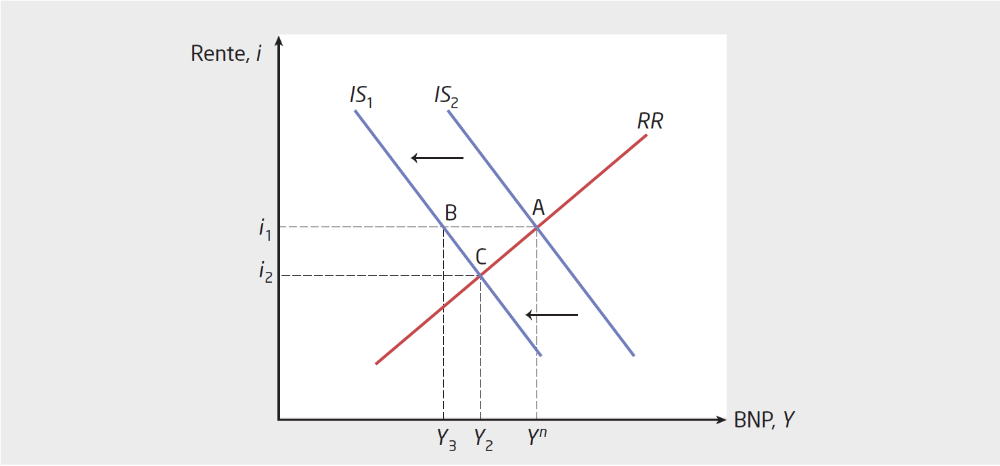 Rente, i
IS₁
IS₂
RR
B
A
i₁
C
i₂
BNP, Y
Y₃
Y₂
Yⁿ